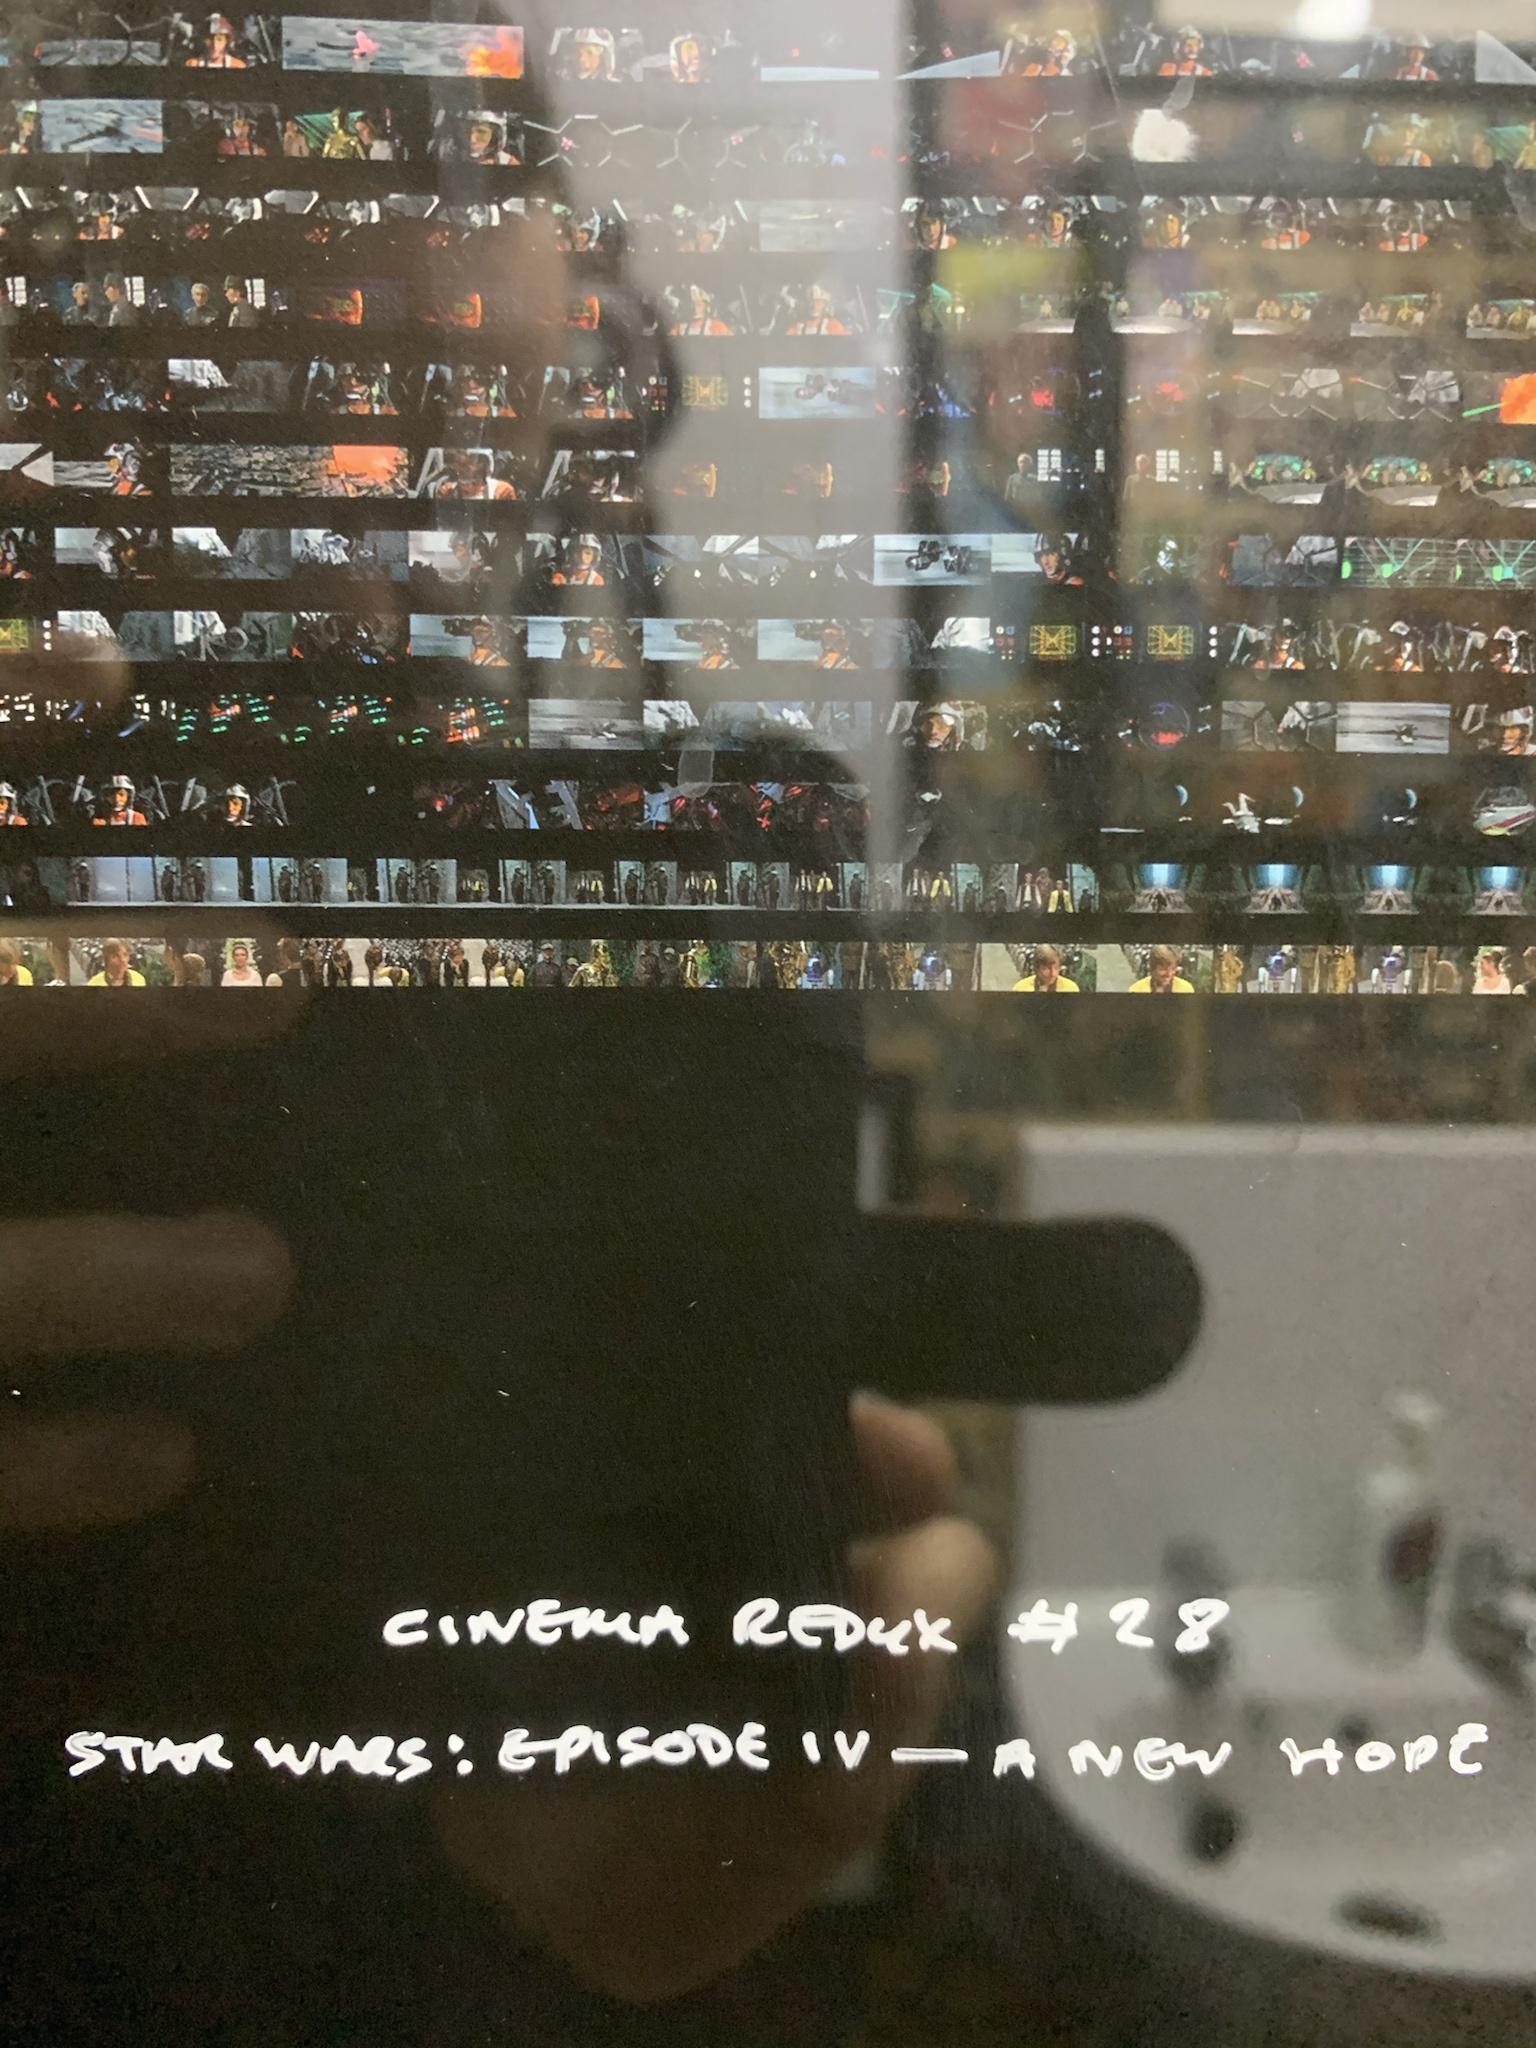 CINEMA REDUX #28
STAR WARS: EPISODE IV — A NEW HOPE